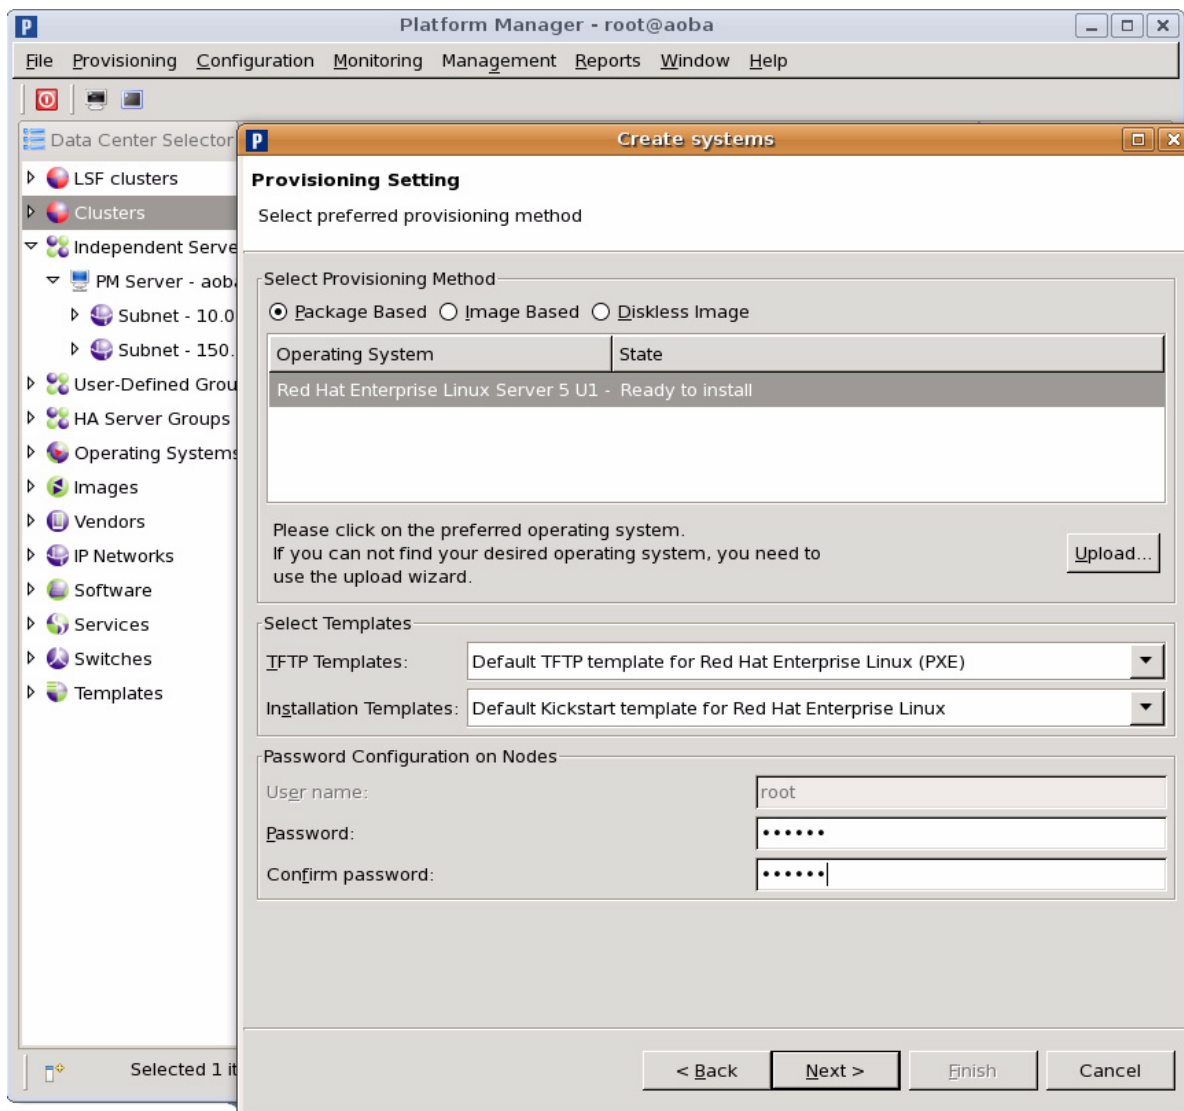 Platform Manager - root@aoba
File Provisioning Configuration Monitoring Management Reports Window Help
Data Center Selector
LSF clusters
Clusters
Independent Serve
PM Server - aoba
Subnet - 10.0
Subnet - 150.
User-Defined Grou
HA Server Groups
Operating Systems
Images
Vendors
IP Networks
Software
Services
Switches
Templates
Selected 1 it
Create systems
Provisioning Setting
Select preferred provisioning method
Select Provisioning Method
Package Based Image Based Diskless Image
Operating System State
Red Hat Enterprise Linux Server 5 U1 - Ready to install
Please click on the preferred operating system.
If you can not find your desired operating system, you need to
use the upload wizard.
Upload...
Select Templates
TFTP Templates: Default TFTP template for Red Hat Enterprise Linux (PXE)
Installation Templates: Default Kickstart template for Red Hat Enterprise Linux
Password Configuration on Nodes
User name: root
Password: ••••••
Confirm password: ••••••
< Back Next > Finish Cancel